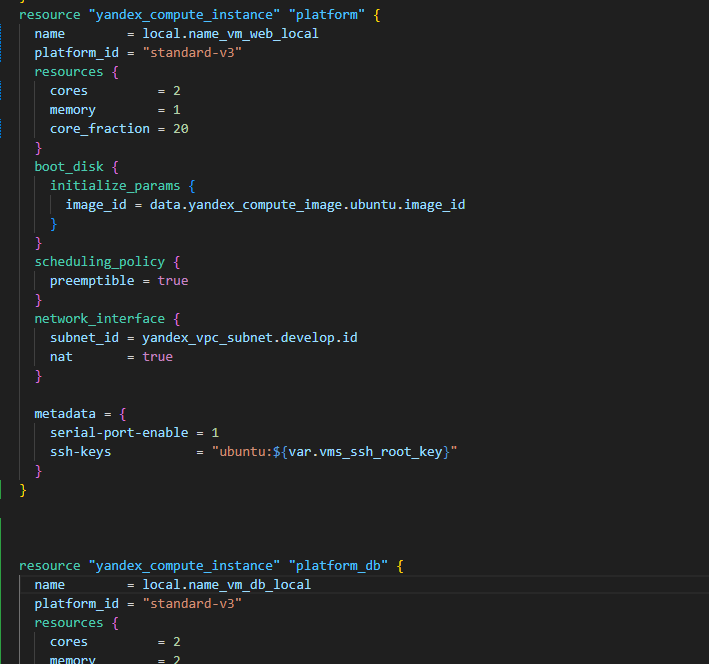 resource "yandex_compute_instance" "platform" {
  name        = local.name_vm_web_local
  platform_id = "standard-v3"
  resources {
    cores         = 2
    memory        = 1
    core_fraction = 20
  }
  boot_disk {
    initialize_params {
      image_id = data.yandex_compute_image.ubuntu.image_id
    }
  }
  scheduling_policy {
    preemptible = true
  }
  network_interface {
    subnet_id = yandex_vpc_subnet.develop.id
    nat       = true
  }

  metadata = {
    serial-port-enable = 1
    ssh-keys           = "ubuntu:${var.vms_ssh_root_key}"
  }
}

resource "yandex_compute_instance" "platform_db" {
  name        = local.name_vm_db_local
  platform_id = "standard-v3"
  resources {
    cores         = 2
    memory        = 2